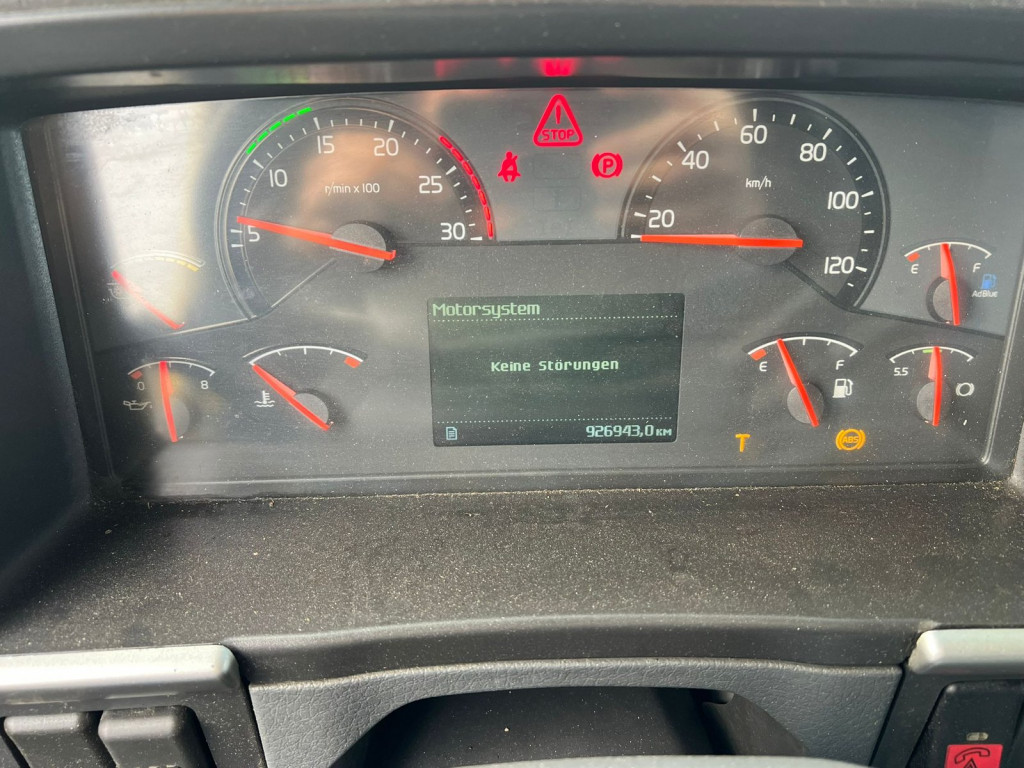 STOP
P
5
10
15
20
25
30
r/min x 100
20
40
60
80
100
120
km/h
E
F
AdBlue
0
8
E
F
5.5
Motorsystem
Keine Störungen
926943,0 KM
T
ABS